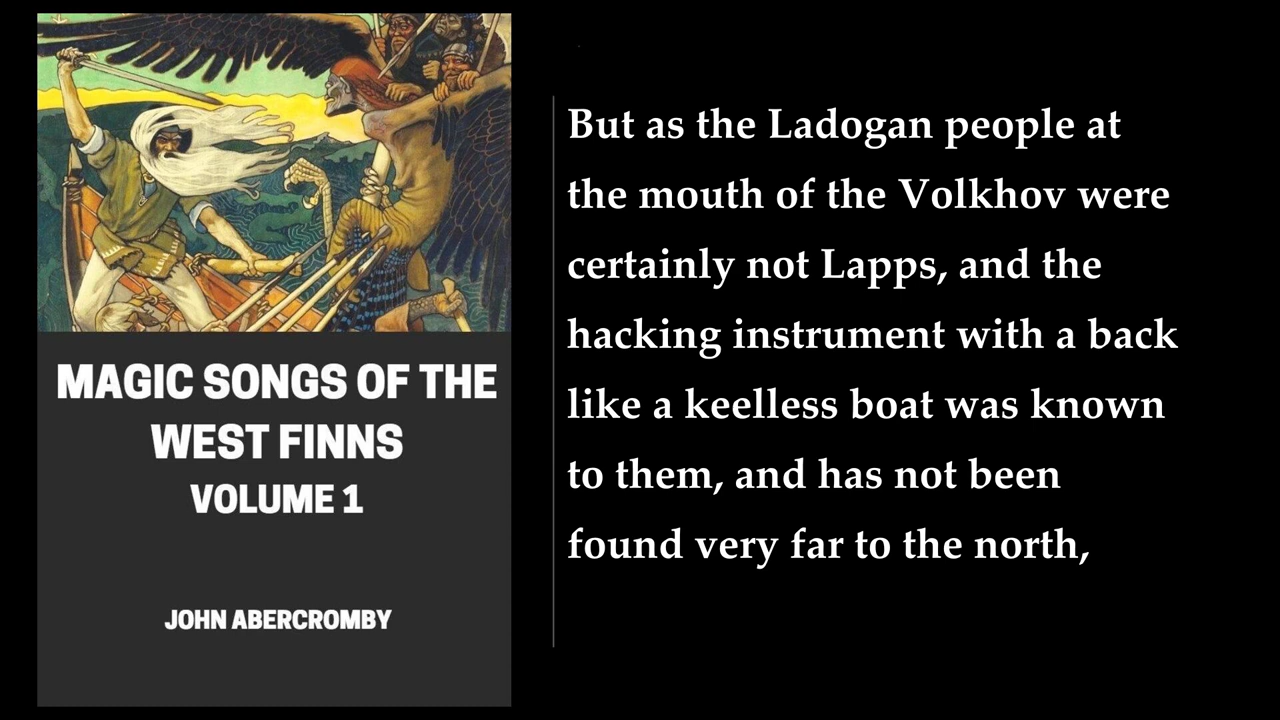 MAGIC SONGS OF THE
WEST FINNS
VOLUME 1
JOHN ABERCROMBY
But as the Ladogan people at
the mouth of the Volkhov were
certainly not Lapps, and the
hacking instrument with a back
like a keelless boat was known
to them, and has not been
found very far to the north,